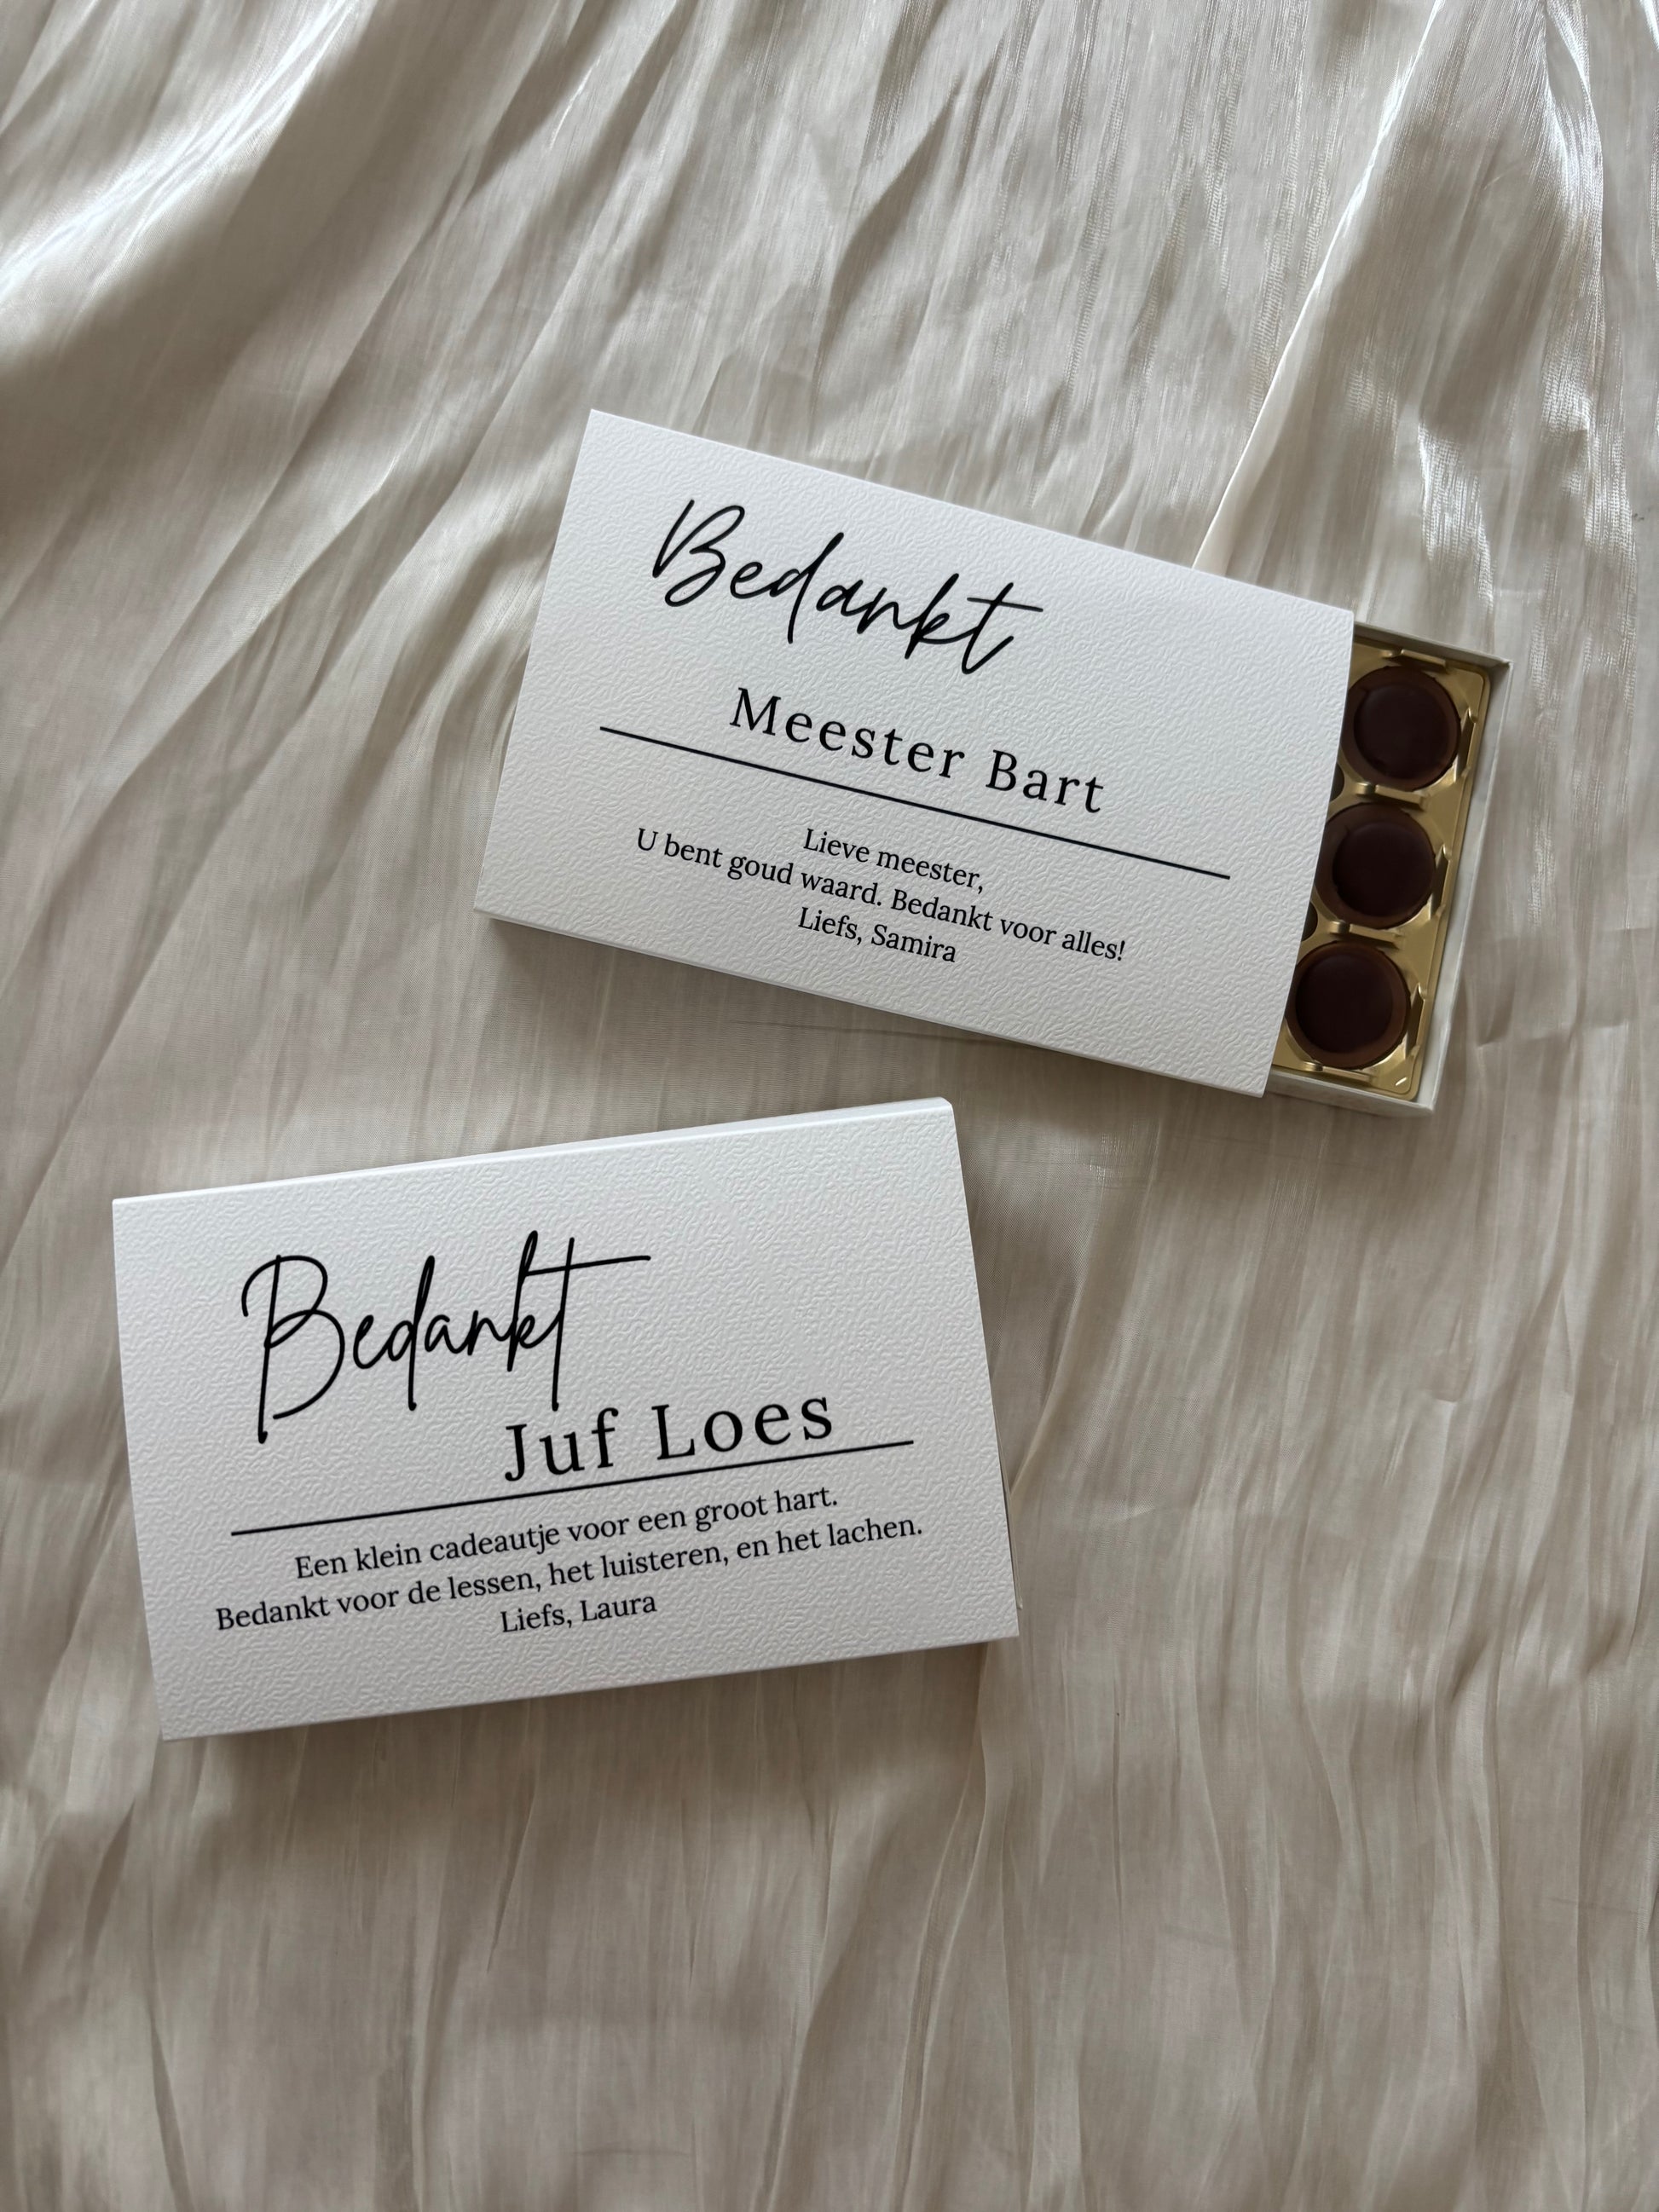 Bedankt
Meester Bart
Lieve meester,
U bent goud waard. Bedankt voor alles!
Liefs, Samira
Bedankt
Juf Loes
Een klein cadeautje voor een groot hart.
Bedankt voor de lessen, het luisteren, en het lachen.
Liefs, Laura